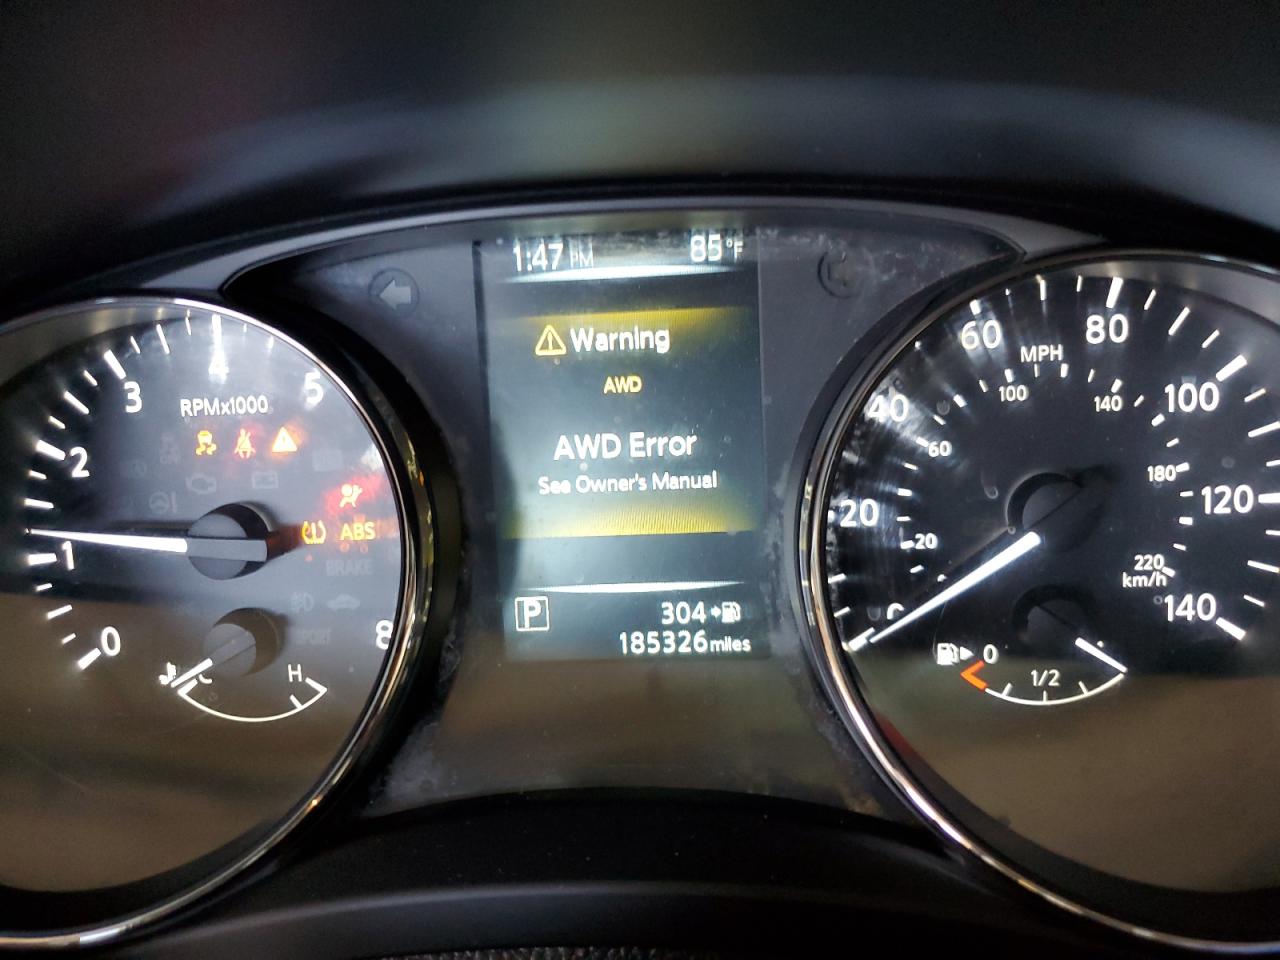 1:47 PM 85°F
Warning
AWD
AWD Error
See Owner's Manual
P 304
185326 miles
0
1
2
3
4
5
8
RPMx1000
ABS
BRAKE
SPORT
C H
0
20
40
60
80
100
120
140
MPH
20
60
100
140
180
220
km/h
0 1/2